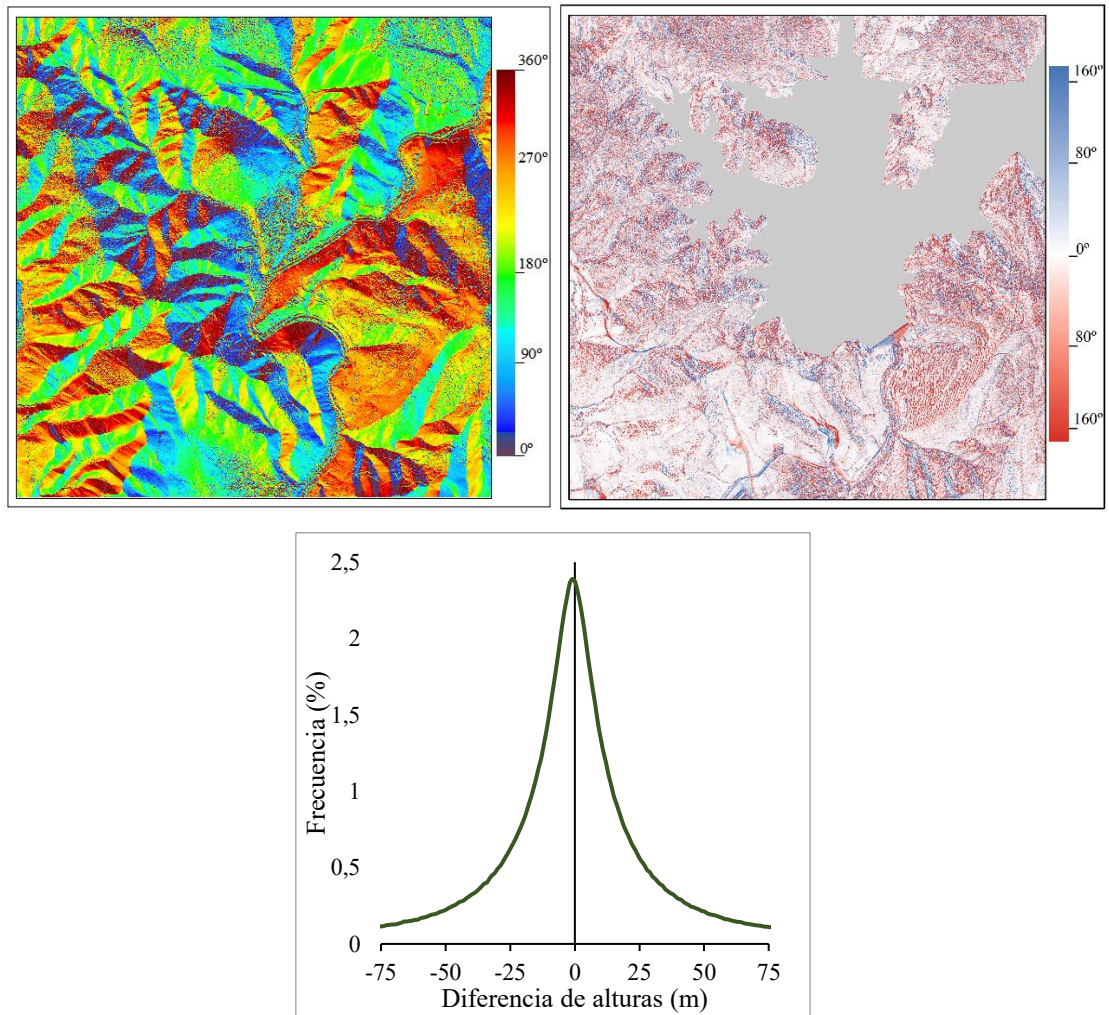 360º
270º
180º
90º
0º
160º
80º
0º
80º
160º
2,5
2
1,5
1
0,5
0
Frecuencia (%)
-75 -50 -25 0 25 50 75
Diferencia de alturas (m)